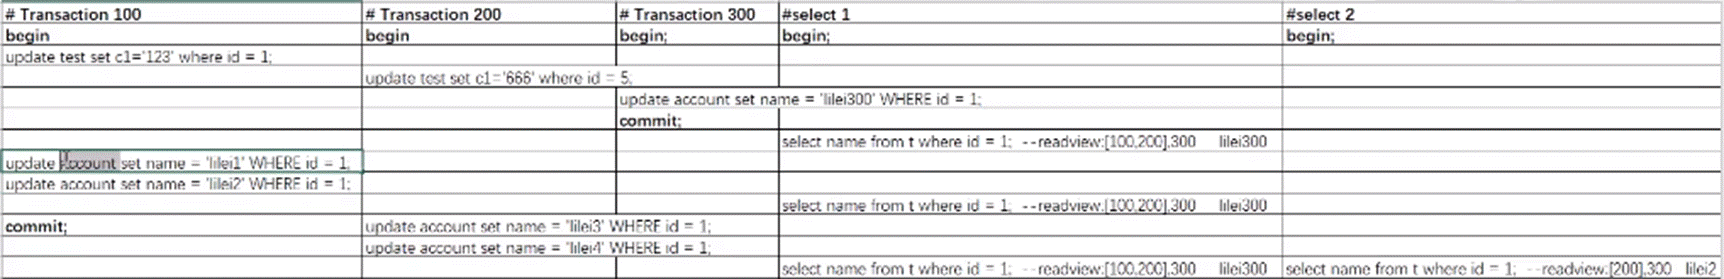 # Transaction 100 # Transaction 200 # Transaction 300 #select 1 #select 2
begin begin begin; begin; begin;
update test set c1='123' where id = 1;
update test set c1='666' where id = 5;
update account set name = 'lilei300' WHERE id = 1;
commit;
select name from t where id = 1; --readview:[100,200],300 lilei300
update account set name = 'lilei1' WHERE id = 1;
update account set name = 'lilei2' WHERE id = 1;
select name from t where id = 1; --readview:[100,200],300 lilei300
commit; update account set name = 'lilei3' WHERE id = 1;
update account set name = 'lilei4' WHERE id = 1;
select name from t where id = 1; --readview:[100,200],300 lilei300 select name from t where id = 1; --readview:[200],300 lilei2